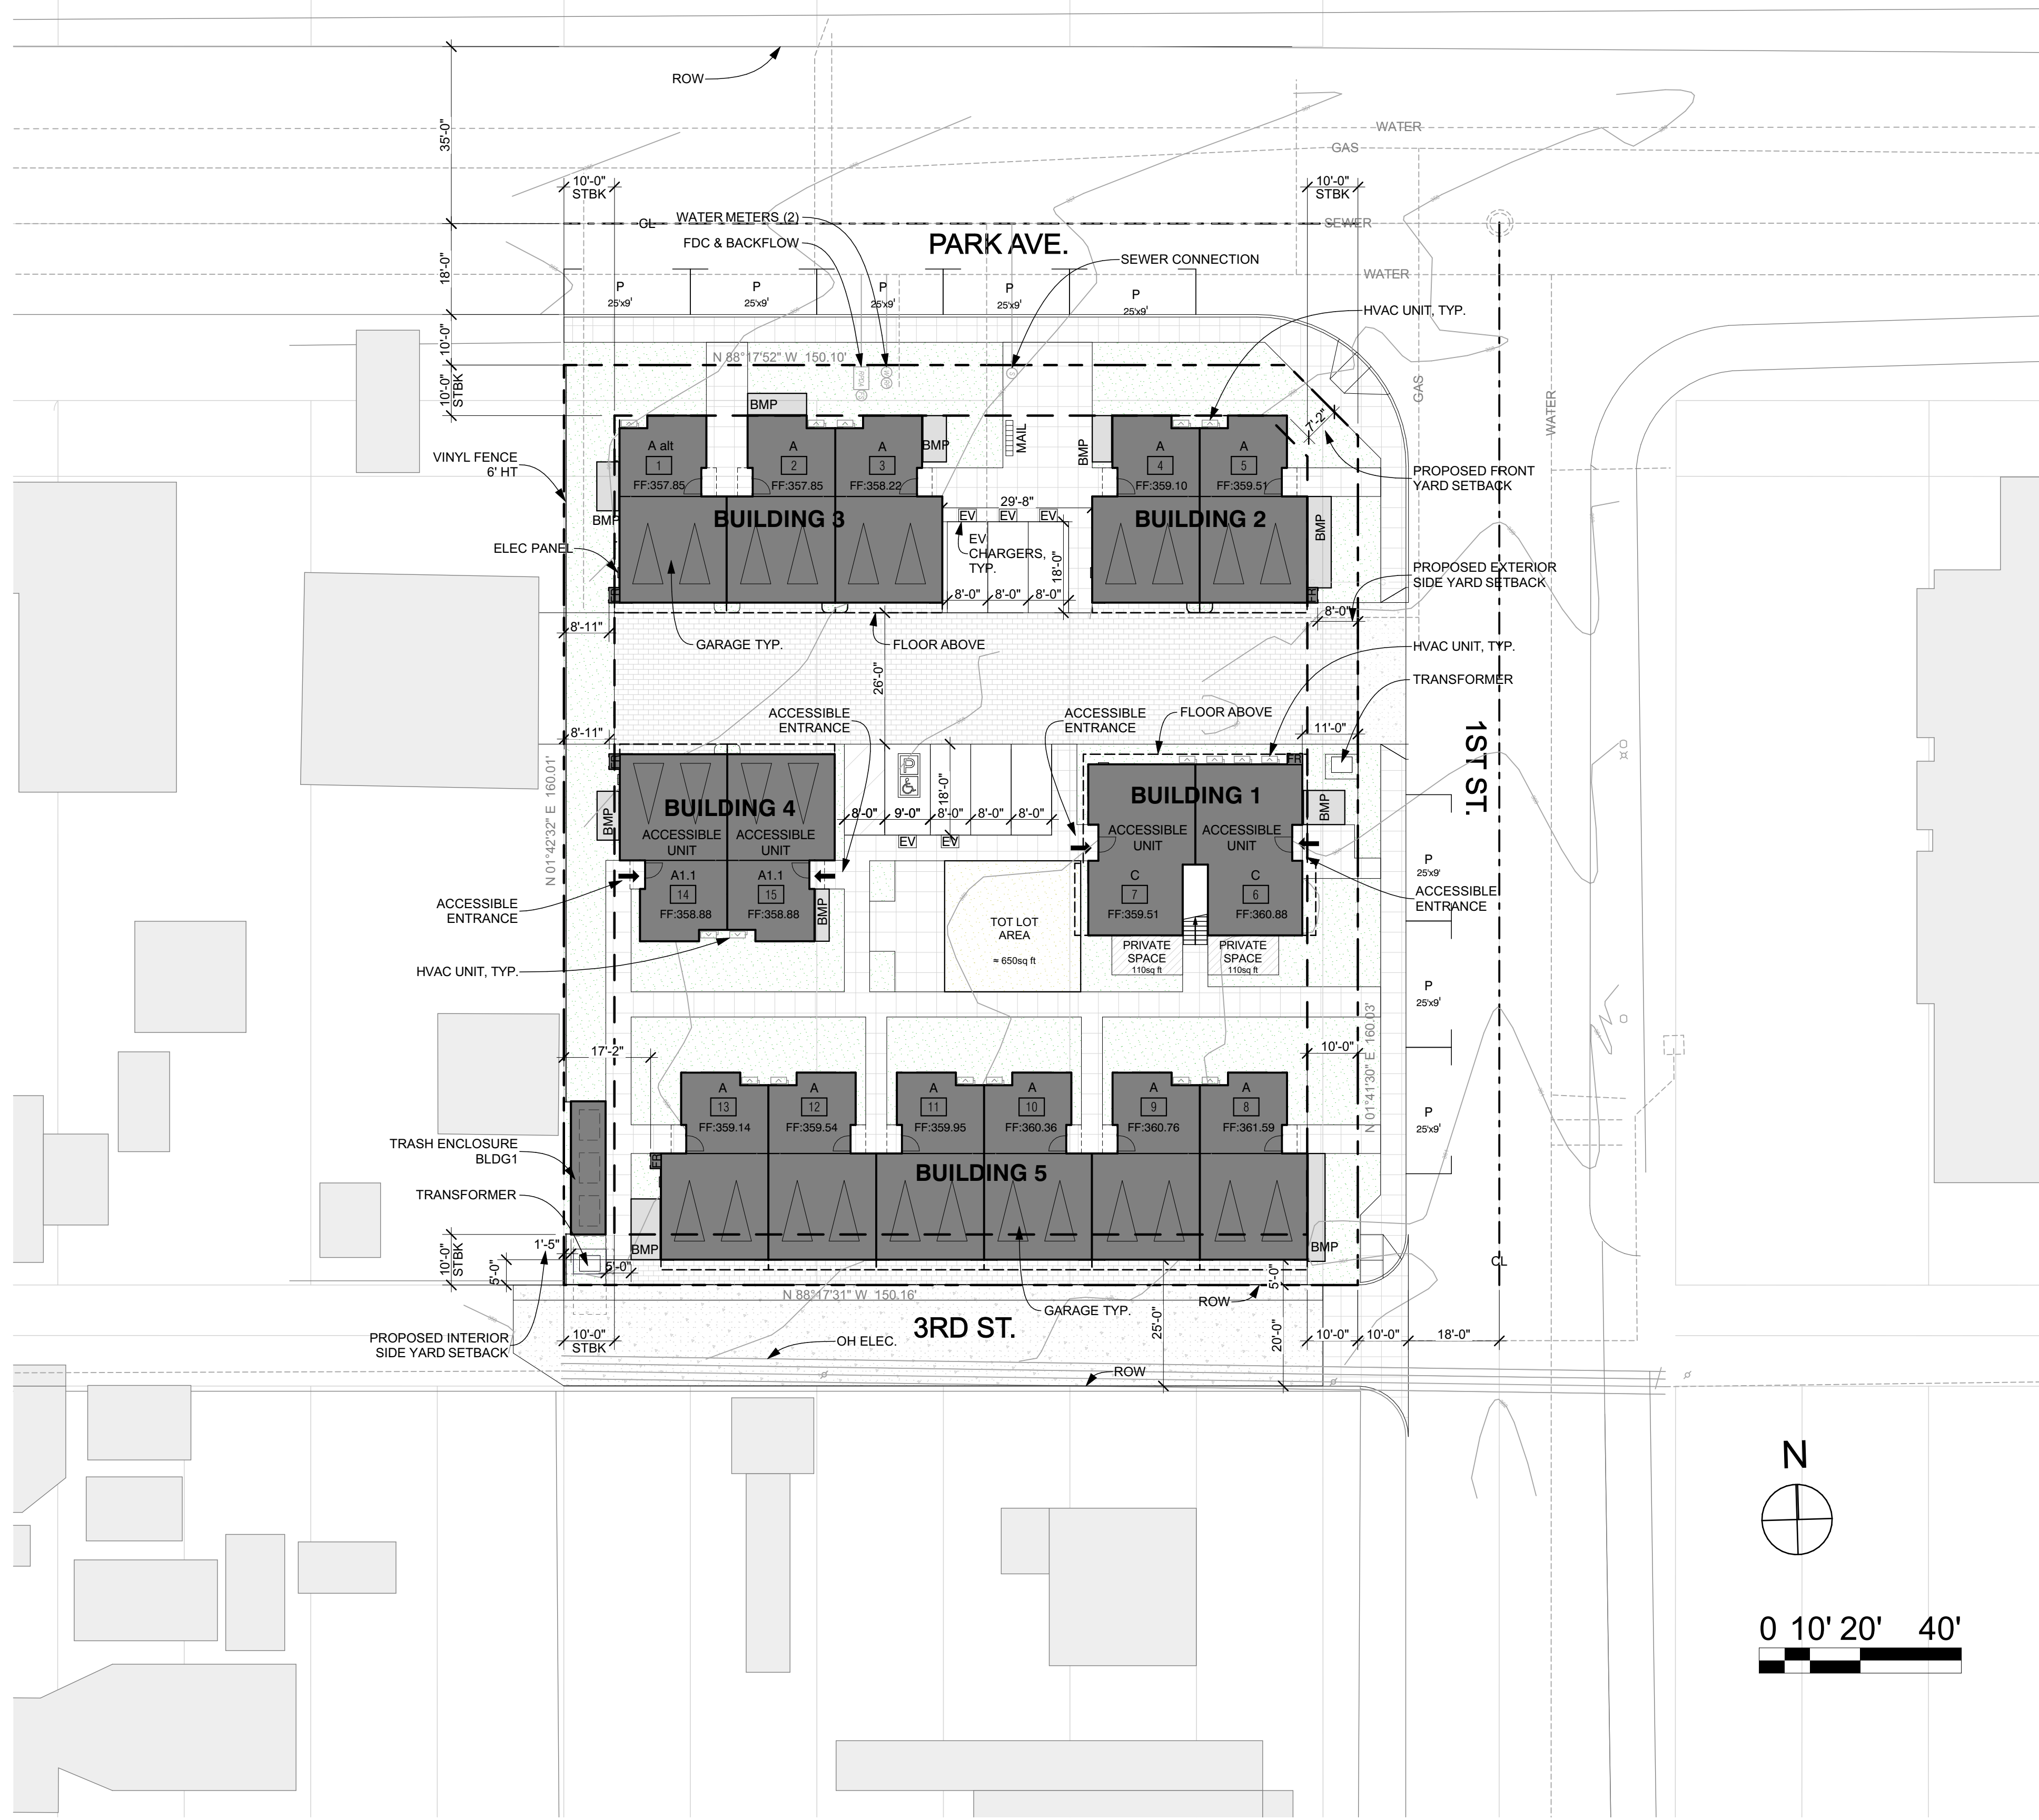 ROW
35'-0"
WATER
GAS
10'-0"
STBK
10'-0"
STBK
CL
WATER METERS (2)
SEWER
FDC & BACKFLOW
PARK AVE.
SEWER CONNECTION
WATER
18'-0"
P
25'x9'
P
25'x9'
P
25'x9'
P
25'x9'
P
25'x9'
HVAC UNIT, TYP.
10'-0"
N 88°17'52" W 150.10'
10'-0"
STBK
GAS
WATER
BMP
7'-2"
VINYL FENCE
6' HT
A alt
1
FF:357.85
A
2
FF:357.85
A
3
FF:358.22
BMP
MAIL
BMP
A
4
FF:359.10
A
5
FF:359.51
PROPOSED FRONT
YARD SETBACK
BMP
BUILDING 3
29'-8"
EV
EV
EV
BUILDING 2
BMP
ELEC PANEL
EV
CHARGERS,
TYP.
18'-0"
PROPOSED EXTERIOR
SIDE YARD SETBACK
FR
8'-0"
8'-0"
8'-0"
FR
8'-0"
8'-11"
GARAGE TYP.
FLOOR ABOVE
HVAC UNIT, TYP.
26'-0"
TRANSFORMER
ACCESSIBLE
ENTRANCE
ACCESSIBLE
ENTRANCE
FLOOR ABOVE
8'-11"
11'-0"
1ST ST.
FR
FR
N 01°42'32" E 160.01'
BUILDING 4
18'-0"
BUILDING 1
BMP
BMP
8'-0"
9'-0"
8'-0"
8'-0"
8'-0"
ACCESSIBLE
UNIT
ACCESSIBLE
UNIT
EV
EV
ACCESSIBLE
UNIT
ACCESSIBLE
UNIT
P
25'x9'
A1.1
14
FF:358.88
A1.1
15
FF:358.88
BMP
C
7
FF:359.51
C
6
FF:360.88
ACCESSIBLE
ENTRANCE
ACCESSIBLE
ENTRANCE
TOT LOT
AREA
≈ 650sq ft
PRIVATE
SPACE
110sq ft
PRIVATE
SPACE
110sq ft
HVAC UNIT, TYP.
P
25'x9'
N 01°41'30" E 160.03'
17'-2"
10'-0"
A
13
FF:359.14
A
12
FF:359.54
A
11
FF:359.95
A
10
FF:360.36
A
9
FF:360.76
A
8
FF:361.59
P
25'x9'
TRASH ENCLOSURE
BLDG1
FR
BUILDING 5
TRANSFORMER
1'-5"
BMP
BMP
10'-0"
STBK
5'-0"
5'-0"
5'-0"
CL
N 88°17'31" W 150.16'
ROW
GARAGE TYP.
3RD ST.
25'-0"
20'-0"
PROPOSED INTERIOR
SIDE YARD SETBACK
10'-0"
STBK
OH ELEC.
10'-0"
10'-0"
18'-0"
ROW
N
0 10' 20' 40'